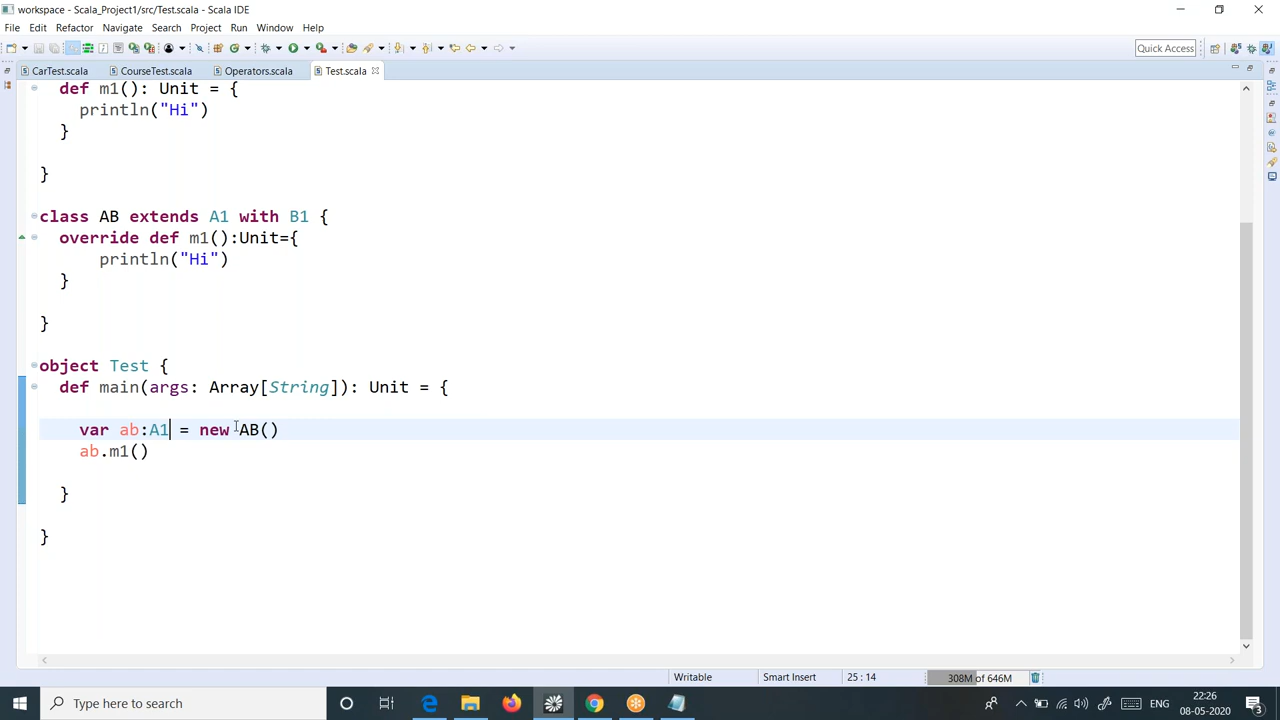 workspace - Scala_Project1/src/Test.scala - Scala IDE
File Edit Refactor Navigate Search Project Run Window Help
Quick Access
CarTest.scala CourseTest.scala Operators.scala Test.scala
def m1(): Unit = {
println("Hi")
}
}
class AB extends A1 with B1 {
override def m1():Unit={
println("Hi")
}
}
object Test {
def main(args: Array[String]): Unit = {
var ab:A1 = new AB()
ab.m1()
}
}
Writable Smart Insert 25 : 14 308M of 646M
Type here to search
ENG
22:26
08-05-2020
3